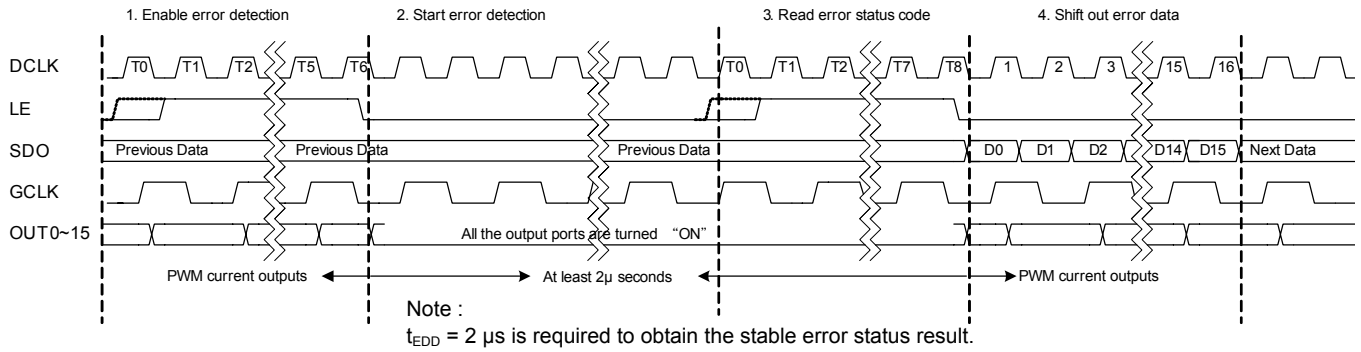 1. Enable error detection 2. Start error detection 3. Read error status code 4. Shift out error data
DCLK T0 T1 T2 T5 T6 T0 T1 T2 T7 T8 1 2 3 15 16
LE
SDO Previous Data Previous Data Previous Data D0 D1 D2 D14 D15 Next Data
GCLK
OUT0~15 All the output ports are turned “ON”
PWM current outputs At least 2μ seconds PWM current outputs
Note :
tEDD = 2 μs is required to obtain the stable error status result.